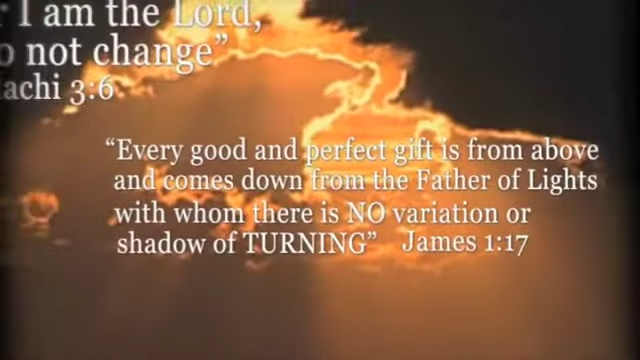 I am the Lord,
not change”
achi 3:6
“Every good and perfect gift is from above
and comes down from the Father of Lights
with whom there is NO variation or
shadow of TURNING” James 1:17